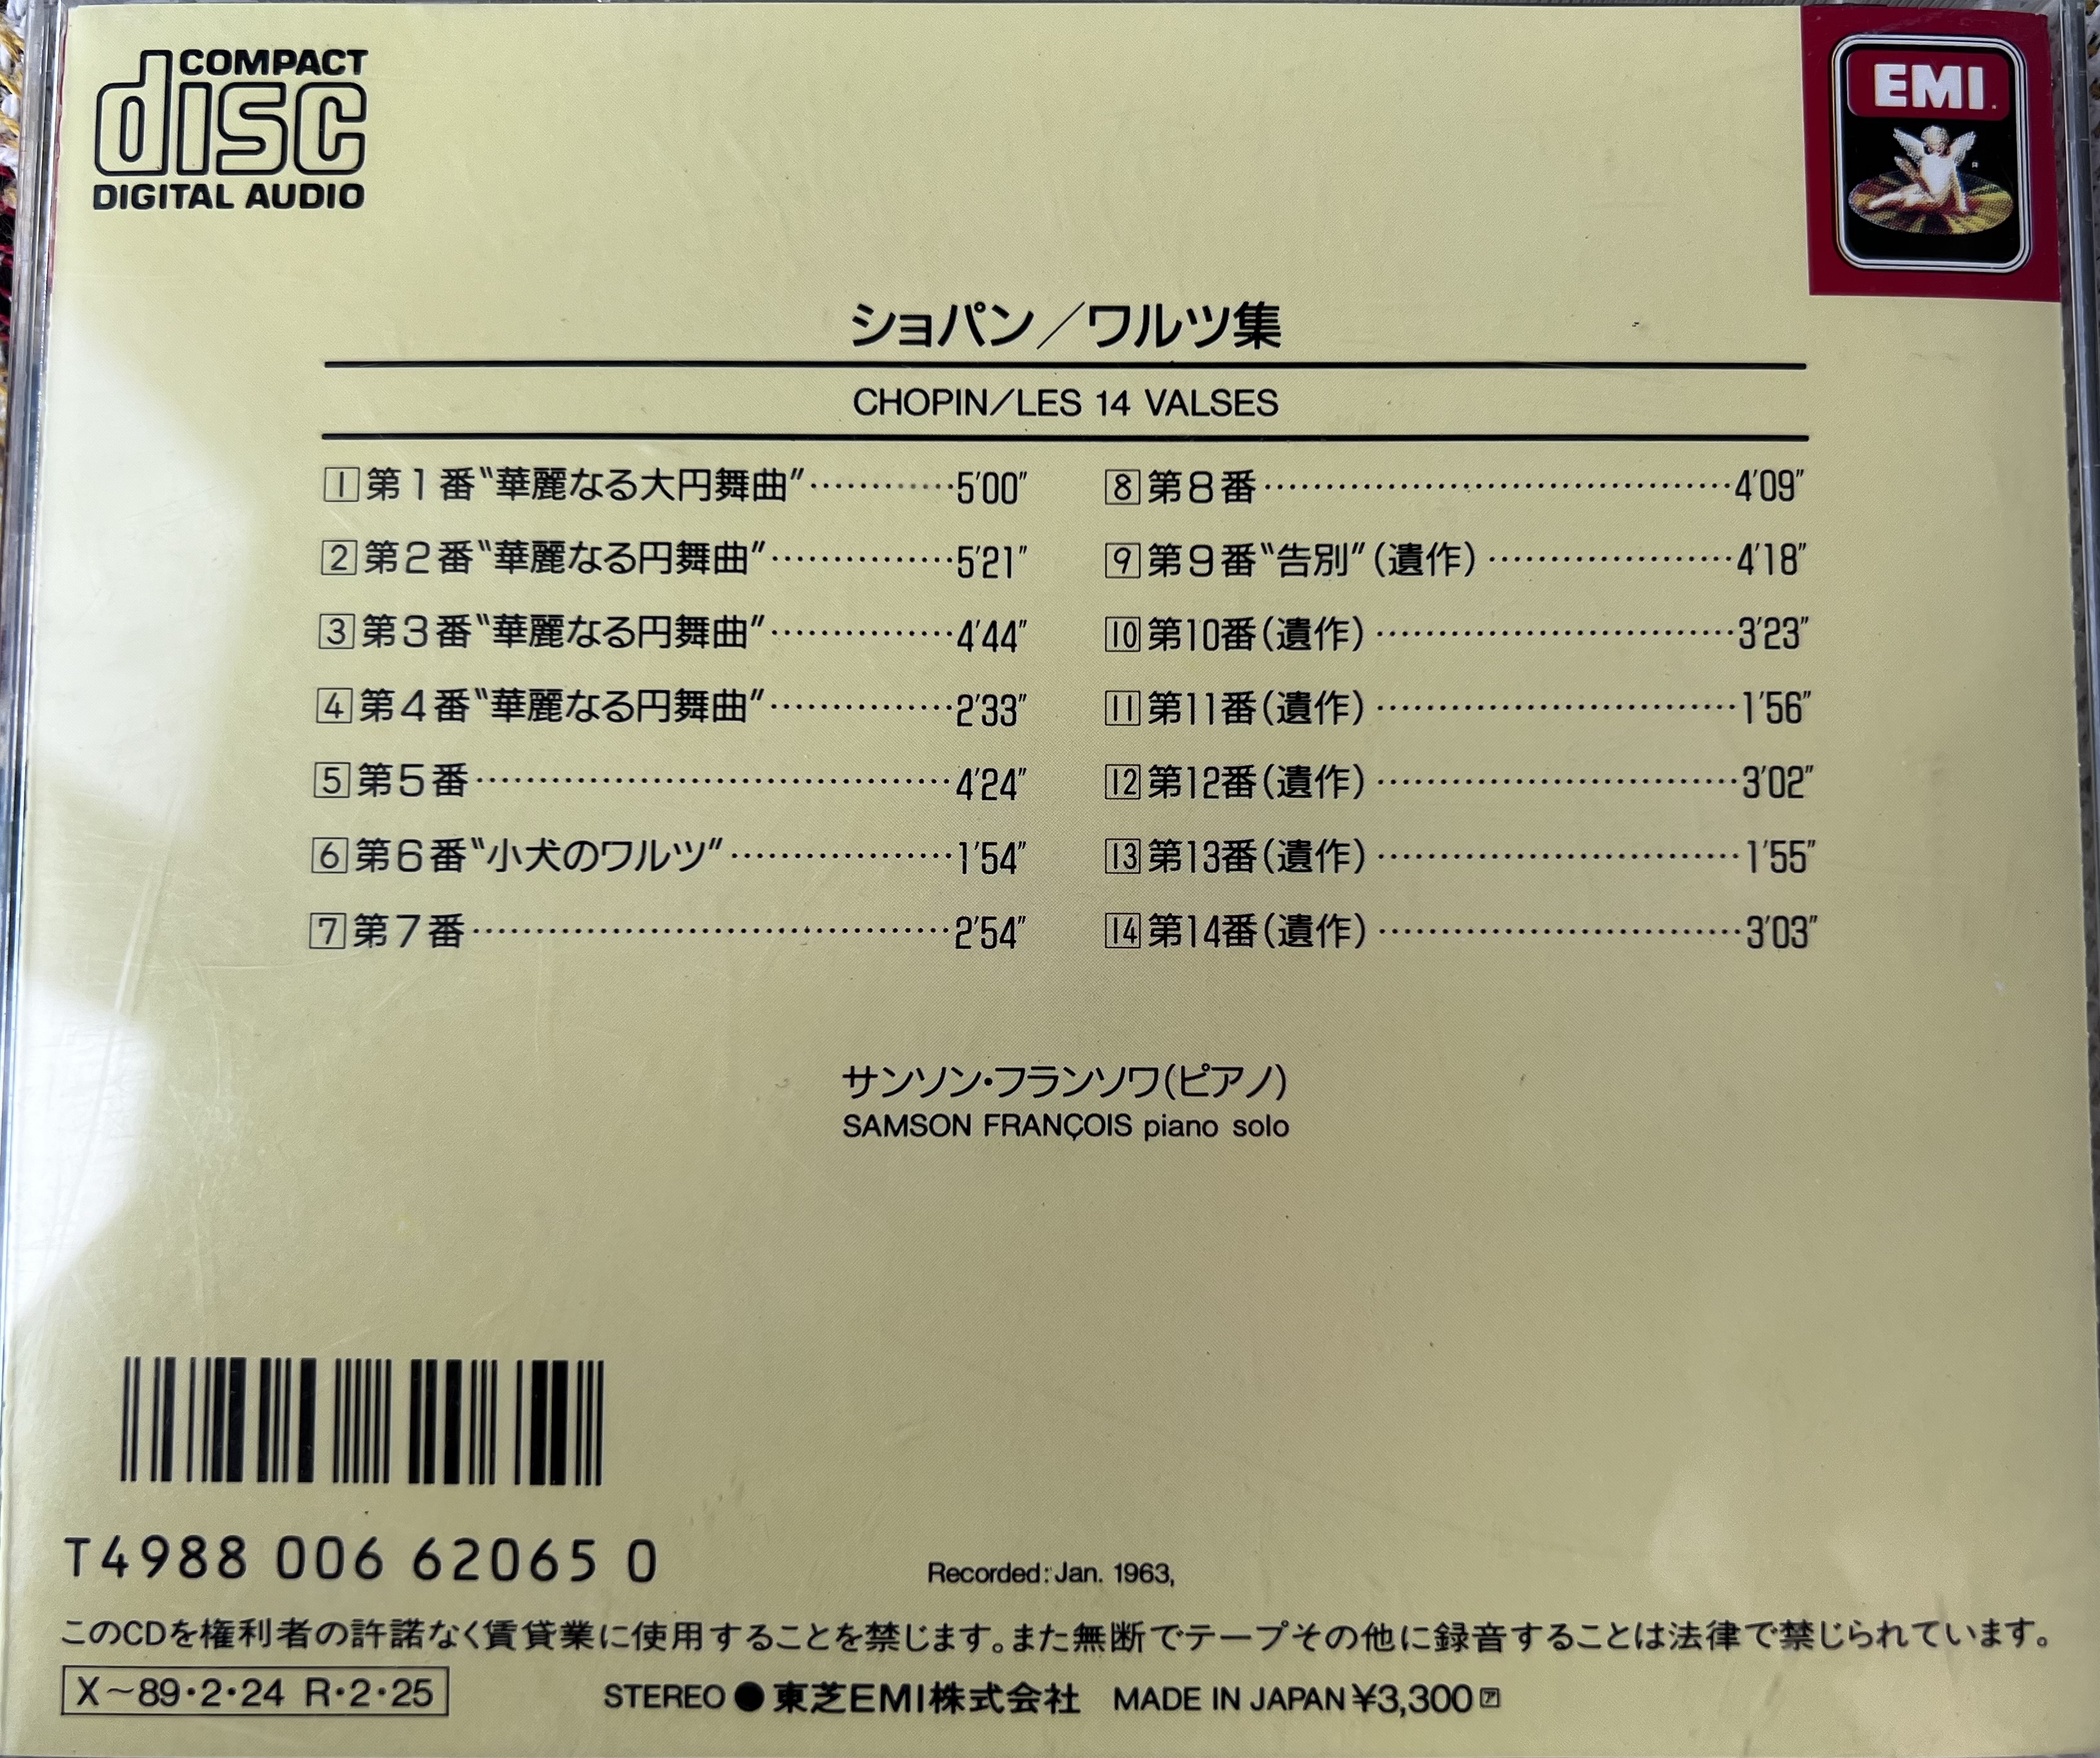 COMPACT
disc
DIGITAL AUDIO
EMI
ショパン／ワルツ集
CHOPIN/LES 14 VALSES
1 第1番“華麗なる大円舞曲”…………5′00″
2 第2番“華麗なる円舞曲”……………5′21″
3 第3番“華麗なる円舞曲”……………4′44″
4 第4番“華麗なる円舞曲”……………2′33″
5 第5番……………………………………4′24″
6 第6番“小犬のワルツ”………………1′54″
7 第7番……………………………………2′54″
8 第8番……………………………………4′09″
9 第9番“告別”（遺作）…………………4′18″
10 第10番（遺作）…………………………3′23″
11 第11番（遺作）…………………………1′56″
12 第12番（遺作）…………………………3′02″
13 第13番（遺作）…………………………1′55″
14 第14番（遺作）…………………………3′03″
サンソン・フランソワ（ピアノ）
SAMSON FRANÇOIS piano solo
T4988 006 62065 0
Recorded: Jan. 1963,
このCDを権利者の許諾なく賃貸業に使用することを禁じます。また無断でテープその他に録音することは法律で禁じられています。
X～89・2・24 R・2・25
STEREO ●東芝EMI株式会社 MADE IN JAPAN ¥3,300 ア